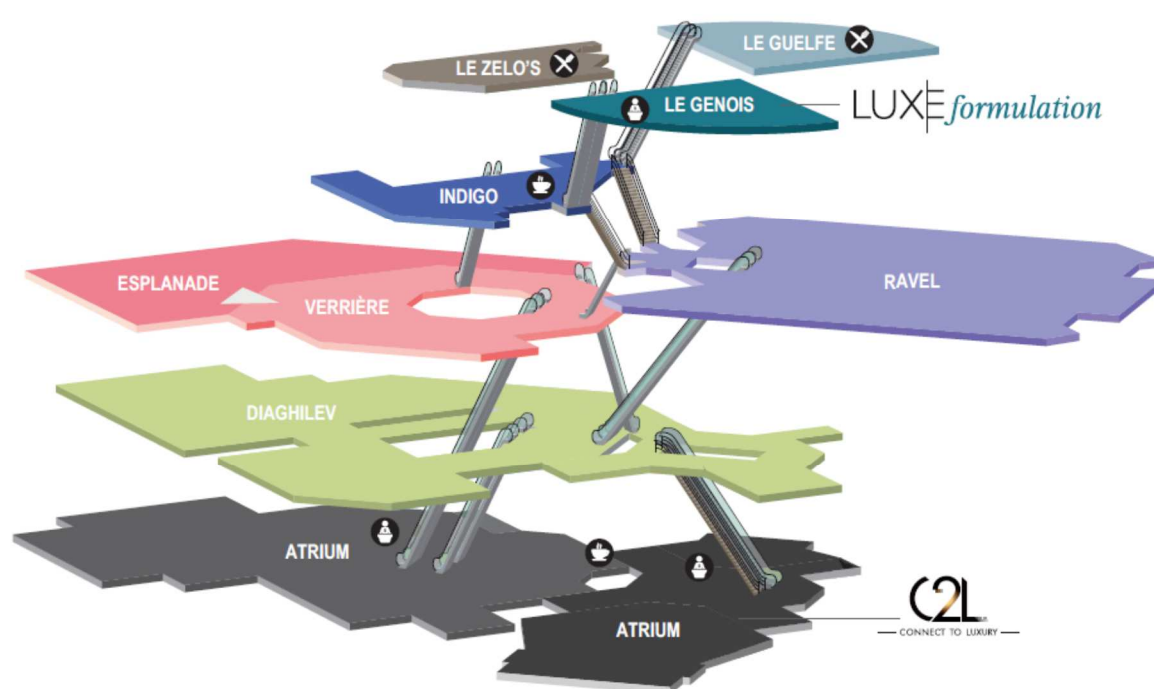 LE GUELFE
LE ZELO'S
LE GENOIS
LUXE formulation
INDIGO
ESPLANADE
VERRIÈRE
RAVEL
DIAGHILEV
ATRIUM
ATRIUM
C2L
CONNECT TO LUXURY